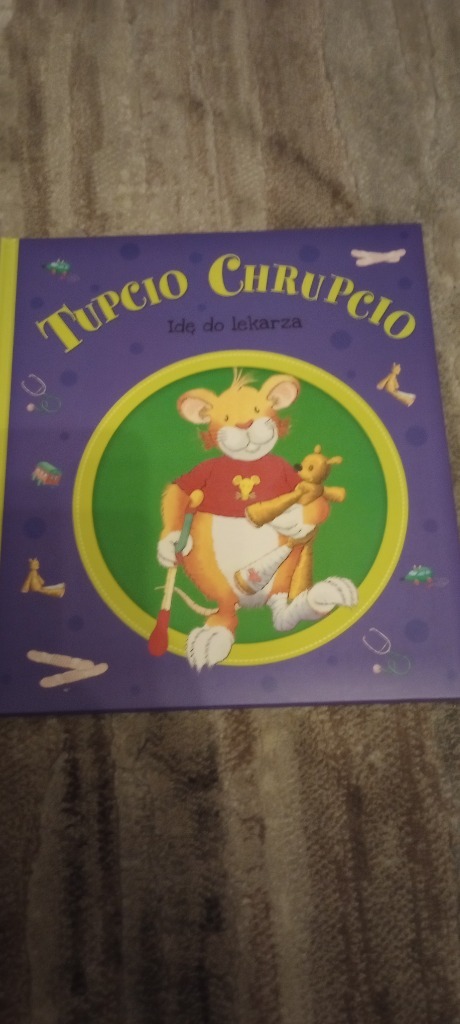 Tupcio Chrupcio
Idę do lekarza